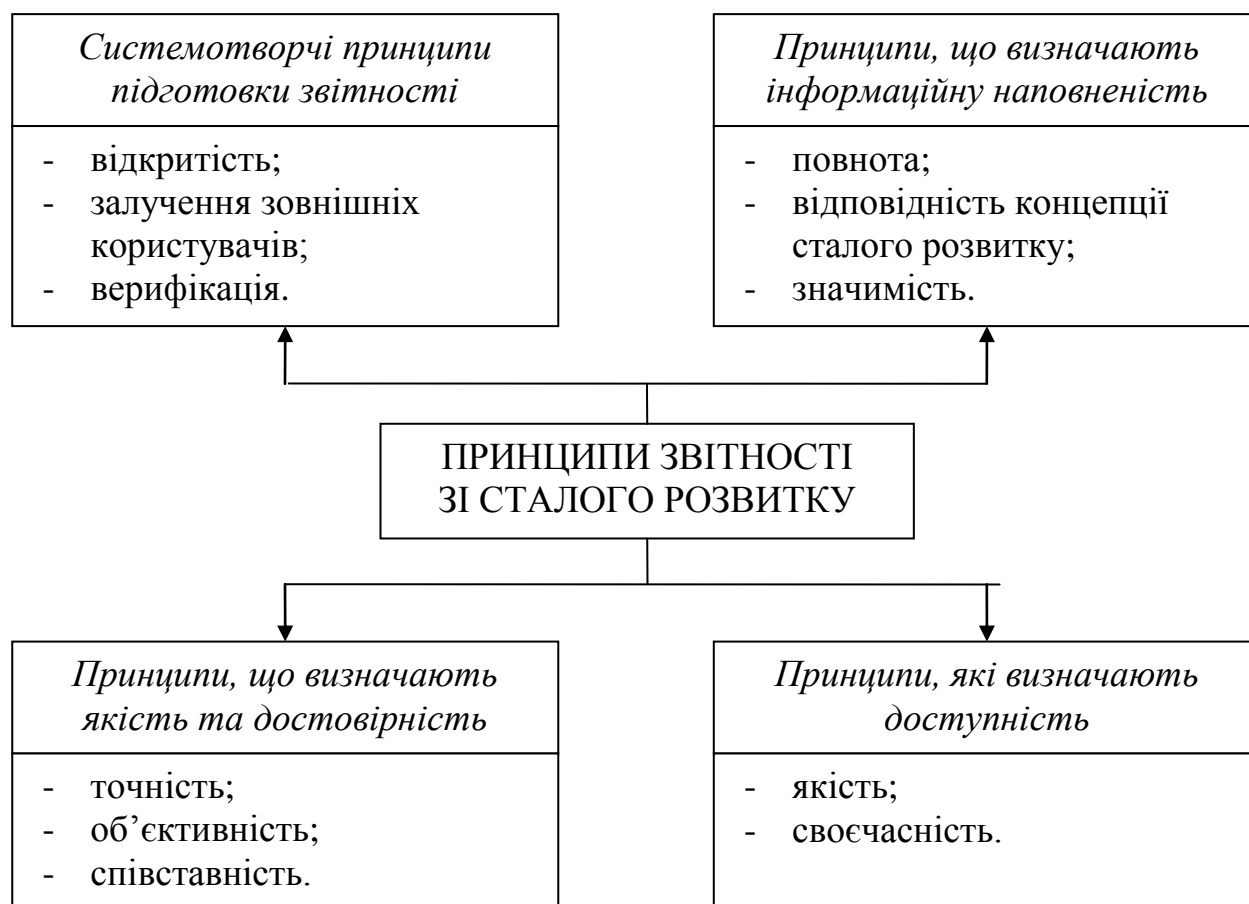 Системотворчі принципи
підготовки звітності
- відкритість;
- залучення зовнішніх
користувачів;
- верифікація.
Принципи, що визначають
інформаційну наповненість
- повнота;
- відповідність концепції
сталого розвитку;
- значимість.
ПРИНЦИПИ ЗВІТНОСТІ
ЗІ СТАЛОГО РОЗВИТКУ
Принципи, що визначають
якість та достовірність
- точність;
- об’єктивність;
- співставність.
Принципи, які визначають
доступність
- якість;
- своєчасність.